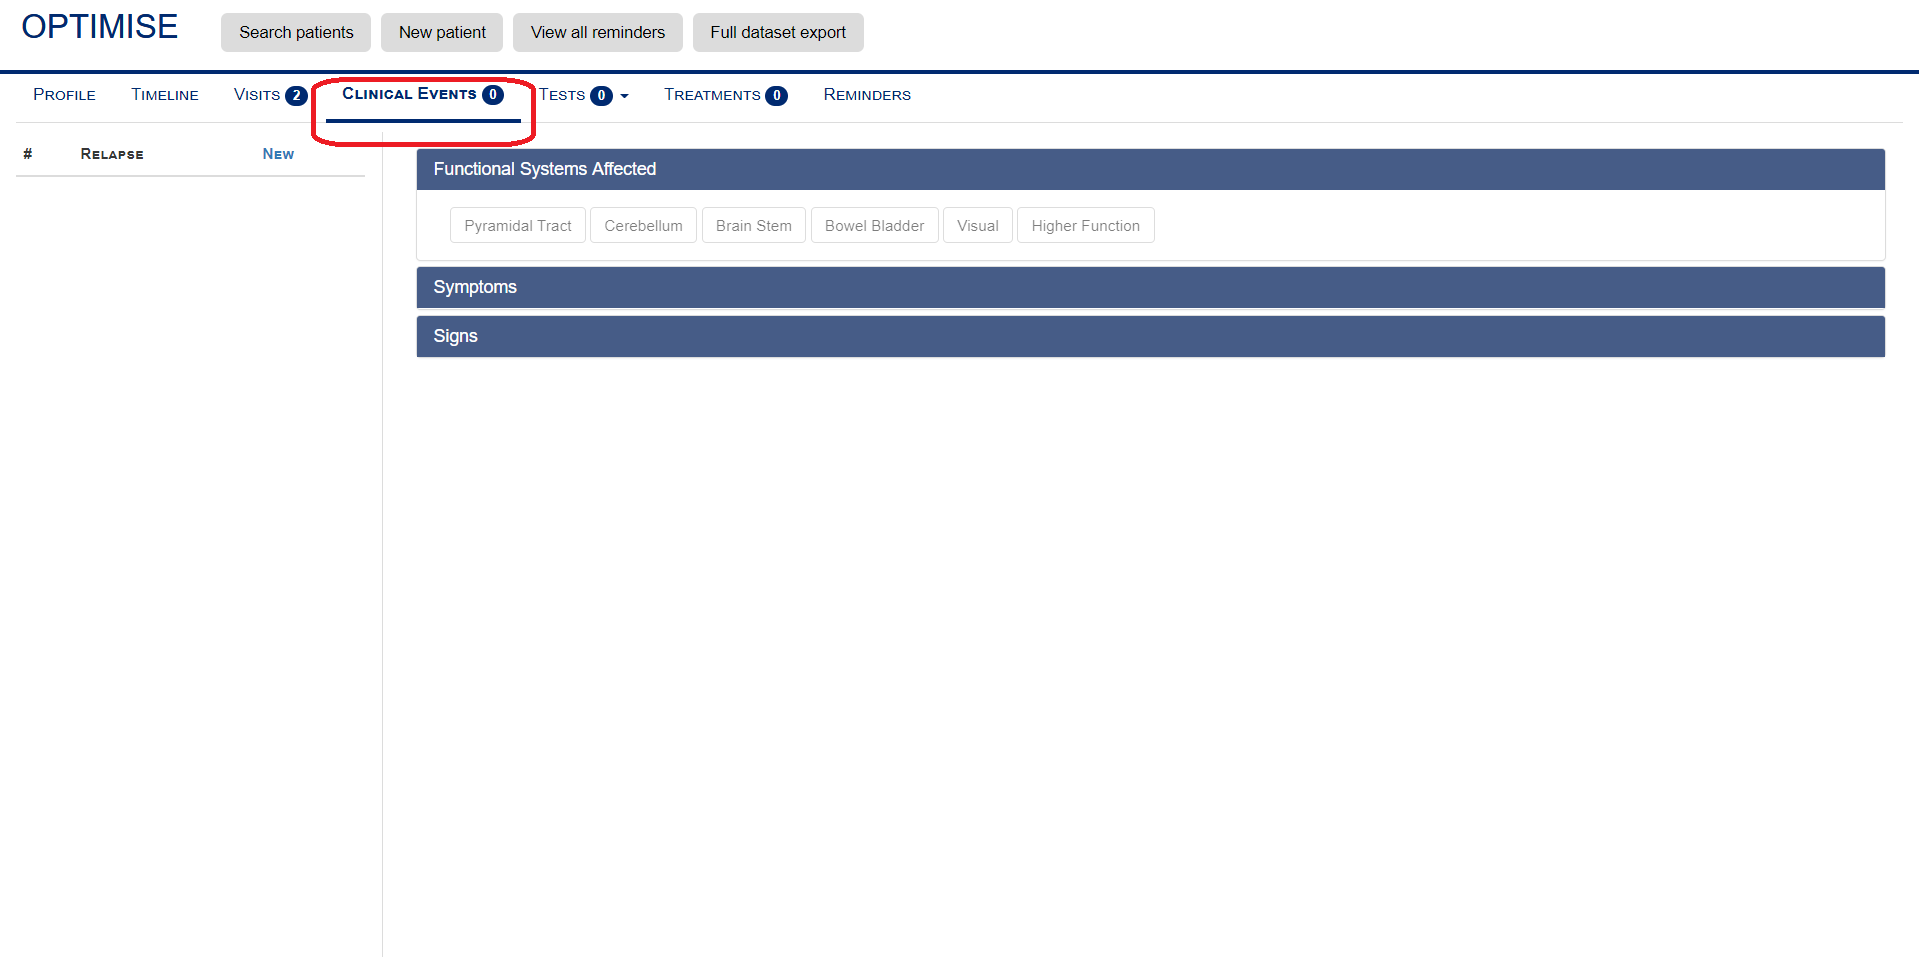 OPTIMISE
Search patients New patient View all reminders Full dataset export
PROFILE TIMELINE VISITS 2 CLINICAL EVENTS 0 TESTS 0 TREATMENTS 0 REMINDERS
# RELAPSE NEW
Functional Systems Affected
Pyramidal Tract Cerebellum Brain Stem Bowel Bladder Visual Higher Function
Symptoms
Signs